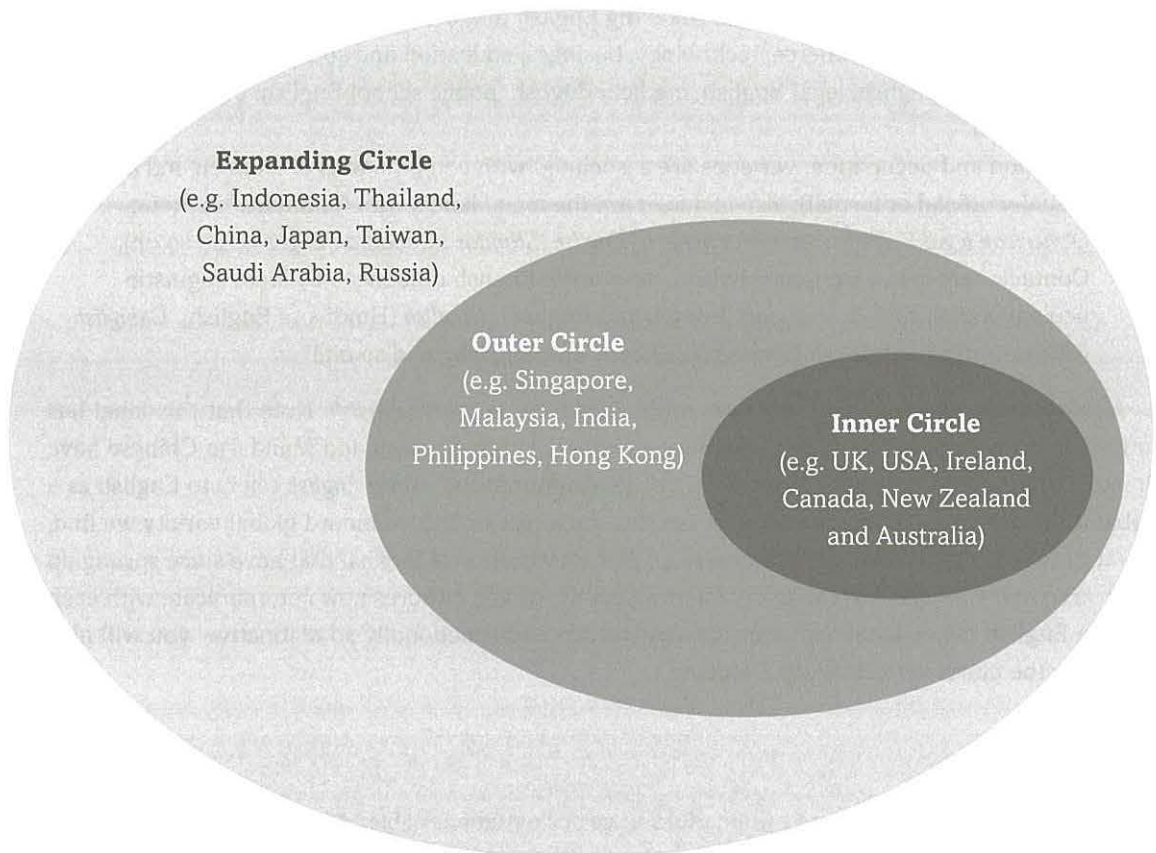 Expanding Circle
(e.g. Indonesia, Thailand,
China, Japan, Taiwan,
Saudi Arabia, Russia)
Outer Circle
(e.g. Singapore,
Malaysia, India,
Philippines, Hong Kong)
Inner Circle
(e.g. UK, USA, Ireland,
Canada, New Zealand
and Australia)